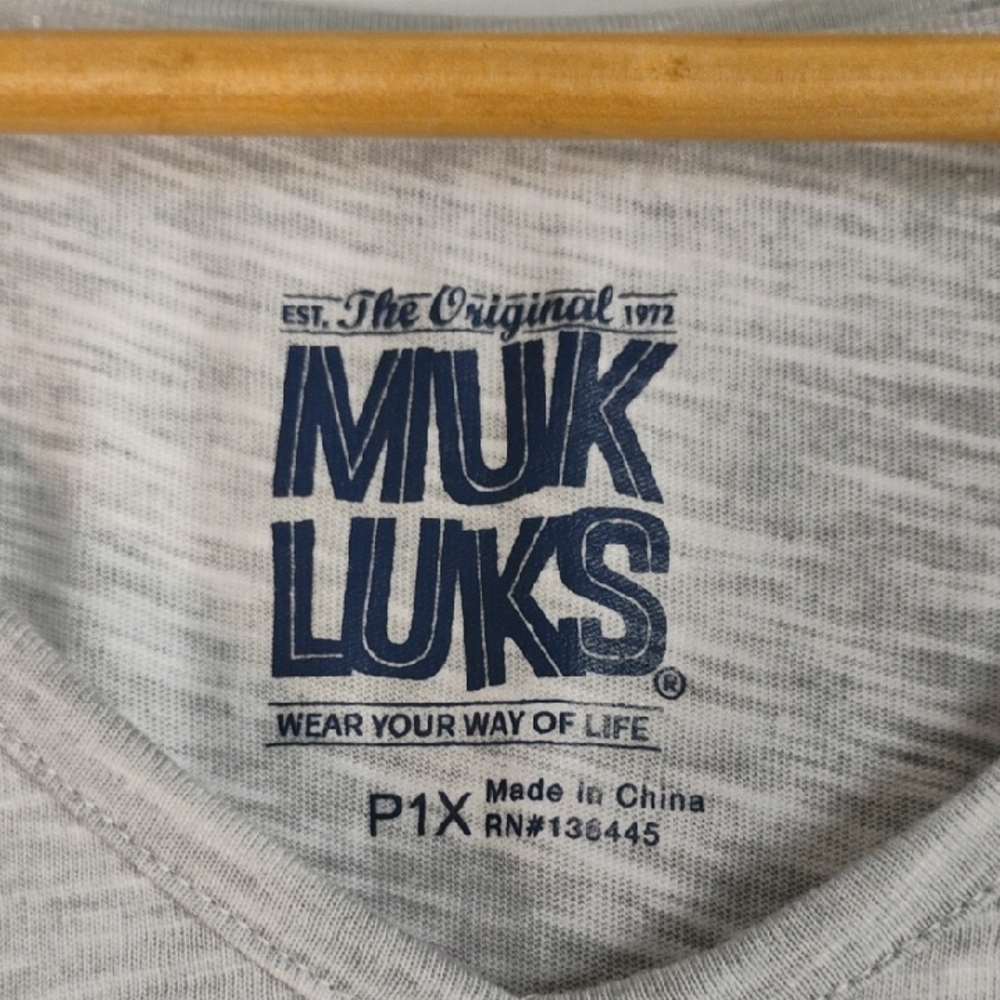 EST. The Original 1972
MUK
LUKS®
WEAR YOUR WAY OF LIFE
P1X Made in China
RN#136445